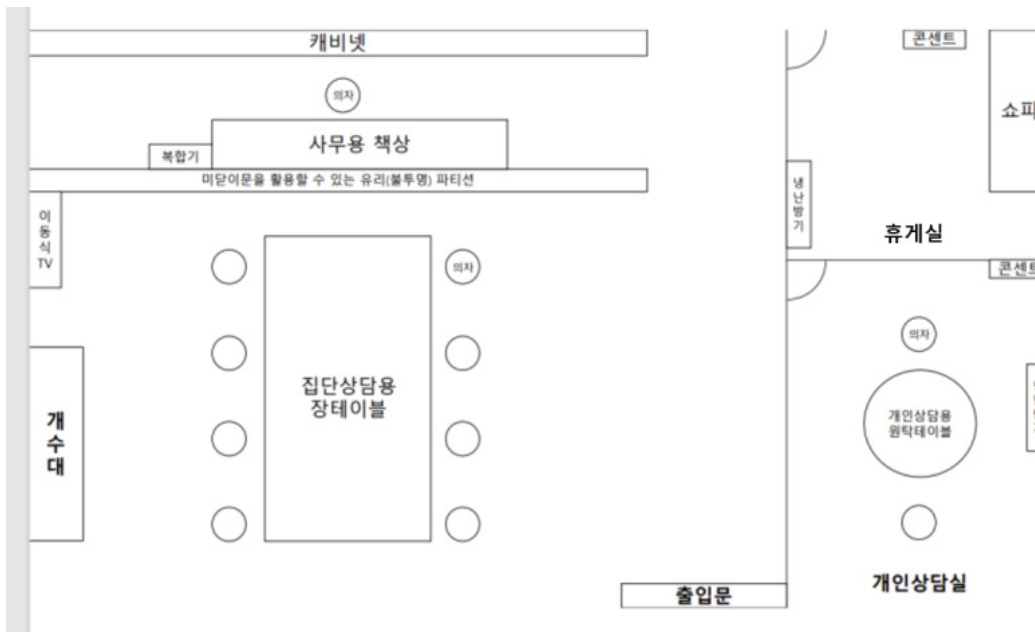 캐비넷
콘센트
의자
쇼파
사무용 책상
복합기
미닫이문을 활용할 수 있는 유리(불투명) 파티션
이동식TV
냉난방기
휴게실
의자
콘센트
의자
집단상담용
장테이블
개수대
개인상담용
원탁테이블
개인상담실
출입문